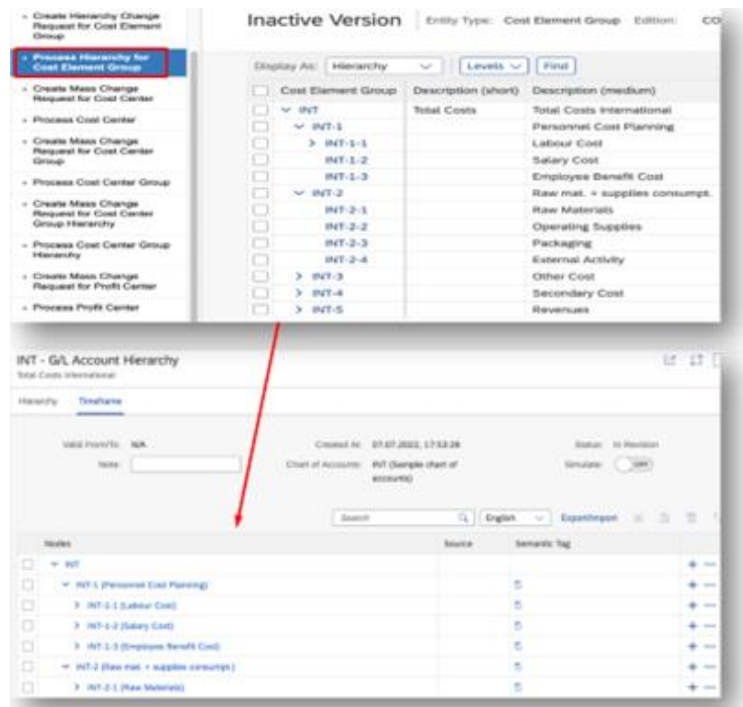 Create Hierarchy Change
Request for Cost Element
Group
Process Hierarchy for
Cost Element Group
Create Mass Change
Request for Cost Center
Process Cost Center
Create Mass Change
Request for Cost Center
Group
Process Cost Center Group
Create Mass Change
Request for Cost Center
Group Hierarchy
Process Cost Center Group
Hierarchy
Create Mass Change
Request for Profit Center
Process Profit Center
Inactive Version Entity Type: Cost Element Group Edition: CO
Display As: Hierarchy Levels Find
Cost Element Group Description (short) Description (medium)
INT Total Costs Total Costs International
INT-1 Personnel Cost Planning
INT-1-1 Labour Cost
INT-1-2 Salary Cost
INT-1-3 Employee Benefit Cost
INT-2 Raw mat. + supplies consumpt.
INT-2-1 Raw Materials
INT-2-2 Operating Supplies
INT-2-3 Packaging
INT-2-4 External Activity
INT-3 Other Cost
INT-4 Secondary Cost
INT-5 Revenues
INT - G/L Account Hierarchy
Total Costs International
Hierarchy Timeframe
Valid From/To: N/A Created At: 07.07.2022, 17:53:28 Status: In Revision
Note: Chart of Accounts: INT (Sample chart of
accounts) Simulate: OFF
Search English Export/Import
Nodes Source Semantic Tag
INT
INT-1 (Personnel Cost Planning)
INT-1-1 (Labour Cost)
INT-1-2 (Salary Cost)
INT-1-3 (Employee Benefit Cost)
INT-2 (Raw mat. + supplies consumpt.)
INT-2-1 (Raw Materials)